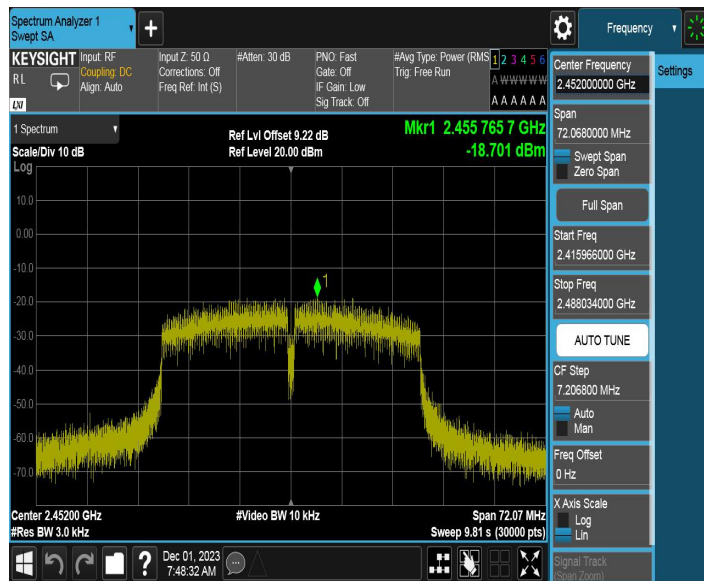 Spectrum Analyzer 1
Swept SA
+
Frequency
KEYSIGHT
RL
LXI
Input: RF
Coupling: DC
Align: Auto
Input Z: 50 Ω
Corrections: Off
Freq Ref: Int (S)
#Atten: 30 dB
PNO: Fast
Gate: Off
IF Gain: Low
Sig Track: Off
#Avg Type: Power (RMS
Trig: Free Run
1 2 3 4 5 6
A W W W W W
A A A A A A
1 Spectrum
Scale/Div 10 dB
Log
Ref Lvl Offset 9.22 dB
Ref Level 20.00 dBm
Mkr1 2.455 765 7 GHz
-18.701 dBm
10.0
0.00
-10.0
-20.0
-30.0
-40.0
-50.0
-60.0
-70.0
1
Center 2.45200 GHz
#Res BW 3.0 kHz
#Video BW 10 kHz
Span 72.07 MHz
Sweep 9.81 s (30000 pts)
Dec 01, 2023
7:48:32 AM
?
Center Frequency
2.452000000 GHz
Settings
Span
72.0680000 MHz
Swept Span
Zero Span
Full Span
Start Freq
2.415966000 GHz
Stop Freq
2.488034000 GHz
AUTO TUNE
CF Step
7.206800 MHz
Auto
Man
Freq Offset
0 Hz
X Axis Scale
Log
Lin
Signal Track
(Span Zoom)